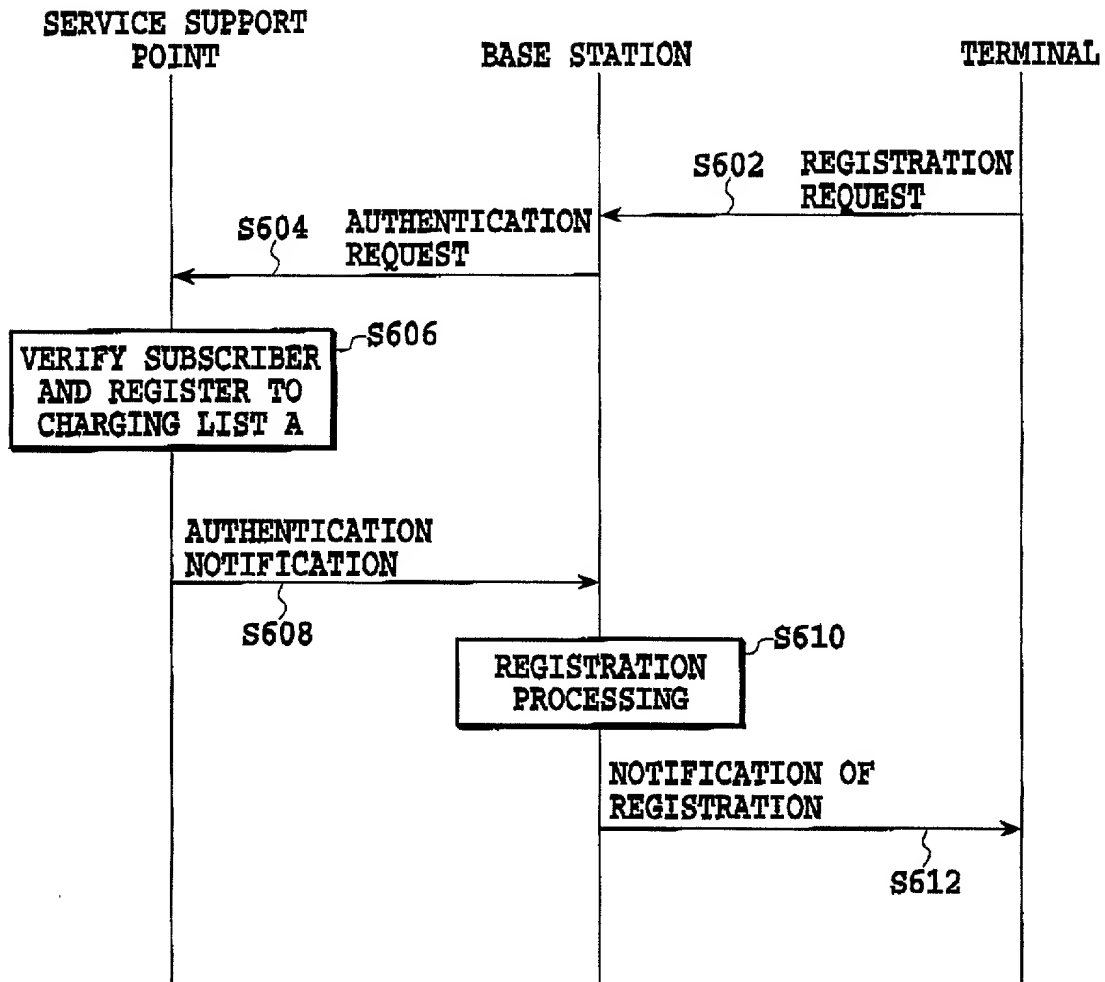 SERVICE SUPPORT
POINT
BASE STATION
TERMINAL
S602
REGISTRATION
REQUEST
S604
AUTHENTICATION
REQUEST
S606
VERIFY SUBSCRIBER
AND REGISTER TO
CHARGING LIST A
AUTHENTICATION
NOTIFICATION
S608
S610
REGISTRATION
PROCESSING
NOTIFICATION OF
REGISTRATION
S612